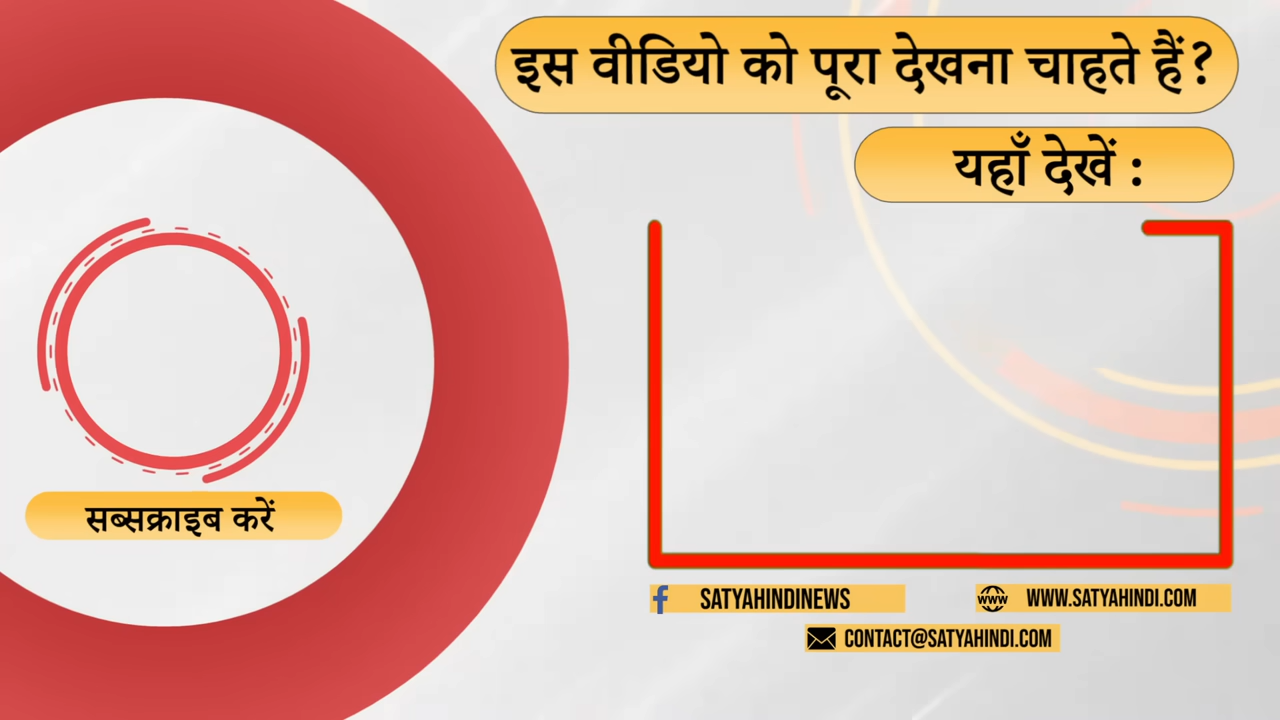 इस वीडियो को पूरा देखना चाहते हैं?
यहाँ देखें :
सब्सक्राइब करें
SATYAHINDINEWS
WWW.SATYAHINDI.COM
CONTACT@SATYAHINDI.COM